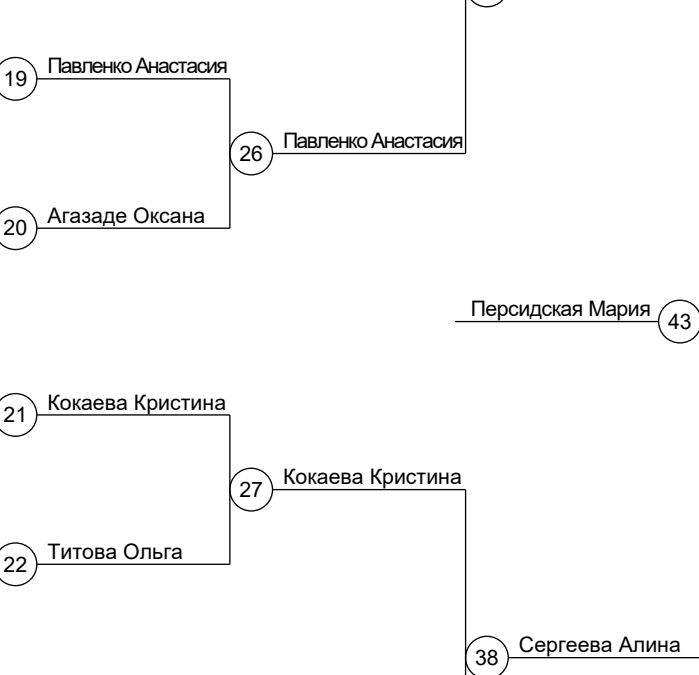 Павленко Анастасия
19
26
Павленко Анастасия
Агазаде Оксана
20
Персидская Мария
43
Кокаева Кристина
21
Кокаева Кристина
27
Титова Ольга
22
Сергеева Алина
38